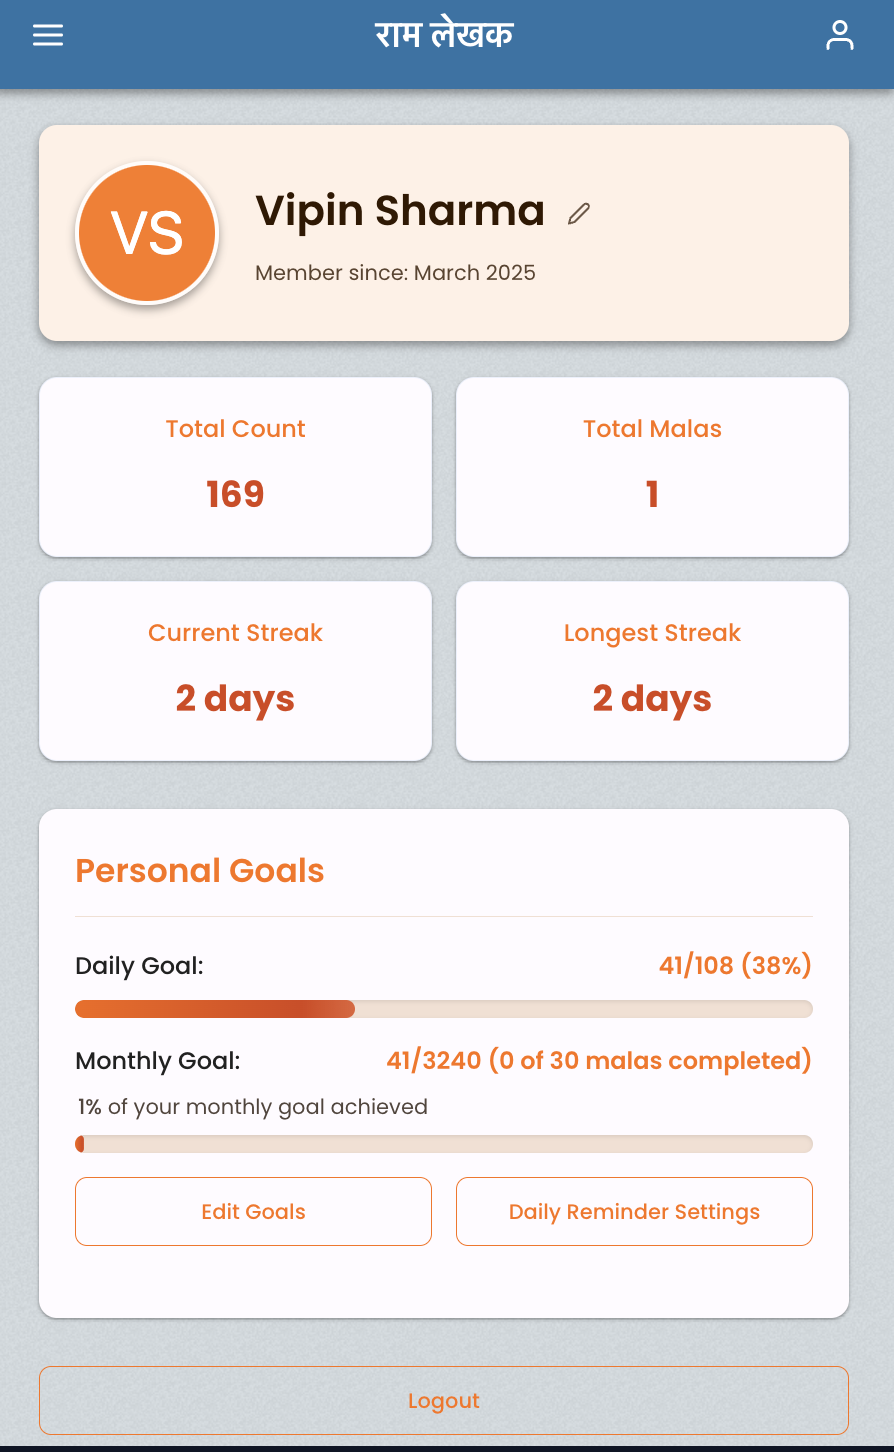 राम लेखक
VS
Vipin Sharma
Member since: March 2025
Total Count
169
Total Malas
1
Current Streak
2 days
Longest Streak
2 days
Personal Goals
Daily Goal: 41/108 (38%)
Monthly Goal: 41/3240 (0 of 30 malas completed)
1% of your monthly goal achieved
Edit Goals
Daily Reminder Settings
Logout